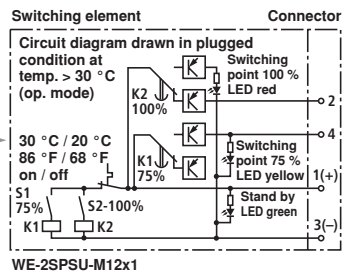 Switching element
Connector
Circuit diagram drawn in plugged
condition at
temp. > 30 °C
(op. mode)
Switching
point 100 %
LED red
K2
100%
2
4
30 °C / 20 °C
86 °F / 68 °F
on / off
K1
75%
Switching
point 75 %
LED yellow
1(+)
S1
75%
S2-100%
Stand by
LED green
K1
K2
3(–)
WE-2SPSU-M12x1